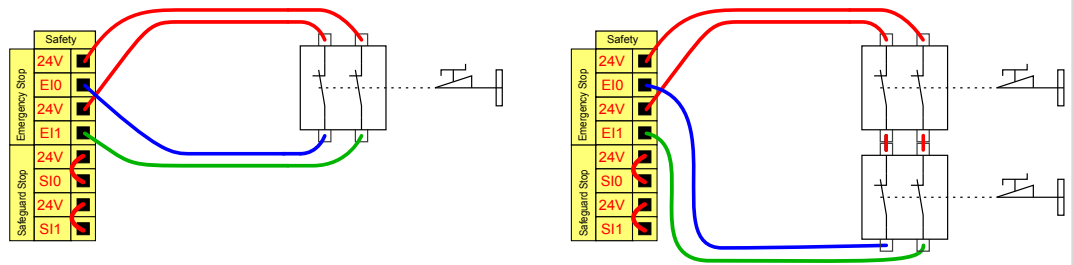 Safety
Emergency Stop
24V
EI0
24V
EI1
Safeguard Stop
24V
SI0
24V
SI1
Safety
Emergency Stop
24V
EI0
24V
EI1
Safeguard Stop
24V
SI0
24V
SI1